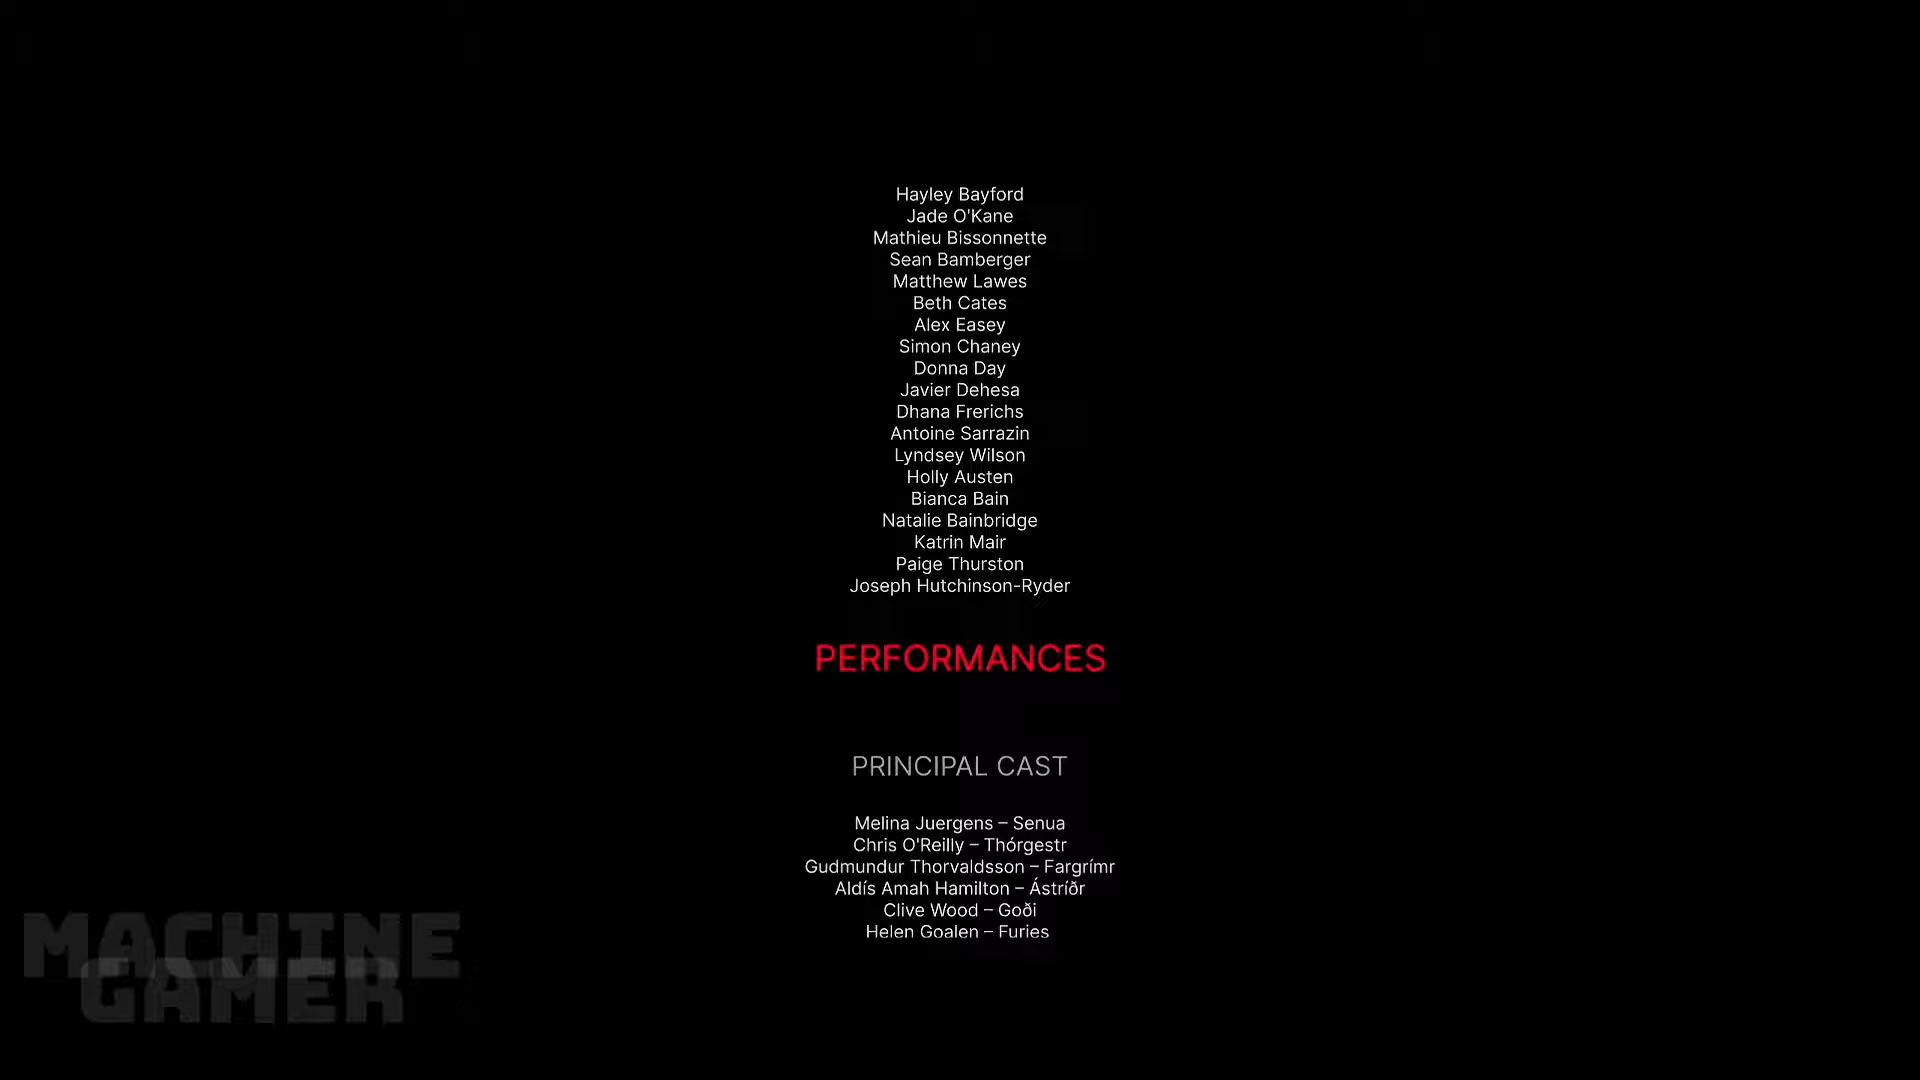 Hayley Bayford
Jade O'Kane
Mathieu Bissonnette
Sean Bamberger
Matthew Lawes
Beth Cates
Alex Easey
Simon Chaney
Donna Day
Javier Dehesa
Dhana Frerichs
Antoine Sarrazin
Lyndsey Wilson
Holly Austen
Bianca Bain
Natalie Bainbridge
Katrin Mair
Paige Thurston
Joseph Hutchinson-Ryder
PERFORMANCES
PRINCIPAL CAST
Melina Juergens – Senua
Chris O'Reilly – Thórgestr
Gudmundur Thorvaldsson – Fargrímr
Aldís Amah Hamilton – Ástríðr
Clive Wood – Goði
Helen Goalen – Furies
MACHINE
GAMER